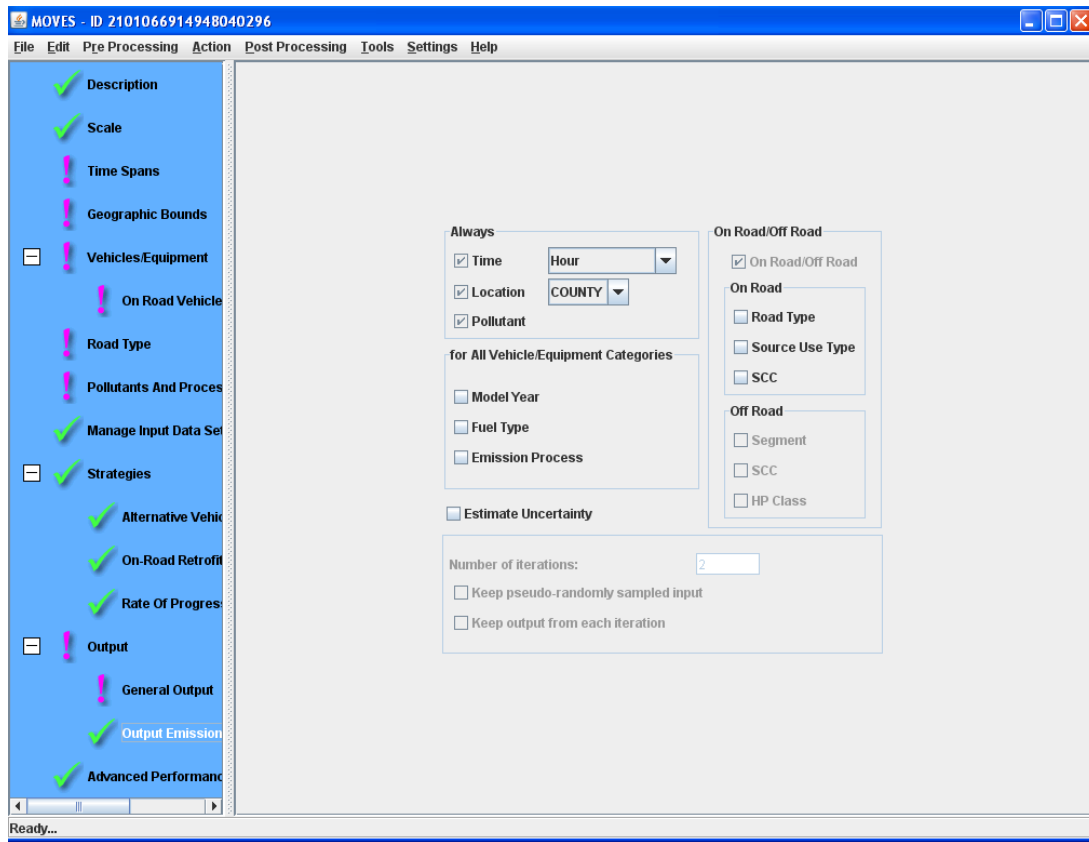 MOVES - ID 2101066914948040296
File Edit Pre Processing Action Post Processing Tools Settings Help
Description
Scale
Time Spans
Geographic Bounds
Vehicles/Equipment
On Road Vehicle
Road Type
Pollutants And Proces
Manage Input Data Set
Strategies
Alternative Vehic
On-Road Retrofit
Rate Of Progres
Output
General Output
Output Emission
Advanced Performanc
Always
Time Hour
Location COUNTY
Pollutant
for All Vehicle/Equipment Categories
Model Year
Fuel Type
Emission Process
On Road/Off Road
On Road/Off Road
On Road
Road Type
Source Use Type
SCC
Off Road
Segment
SCC
HP Class
Estimate Uncertainty
Number of iterations: 2
Keep pseudo-randomly sampled input
Keep output from each iteration
Ready...